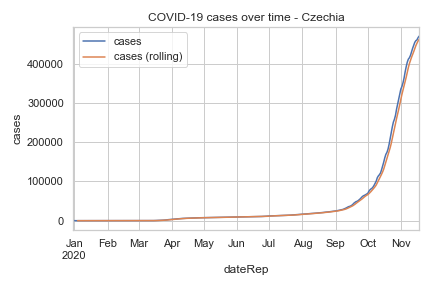 COVID-19 cases over time - Czechia
cases
cases (rolling)
400000
300000
200000
100000
0
cases
Jan Feb Mar Apr May Jun Jul Aug Sep Oct Nov
2020
dateRep